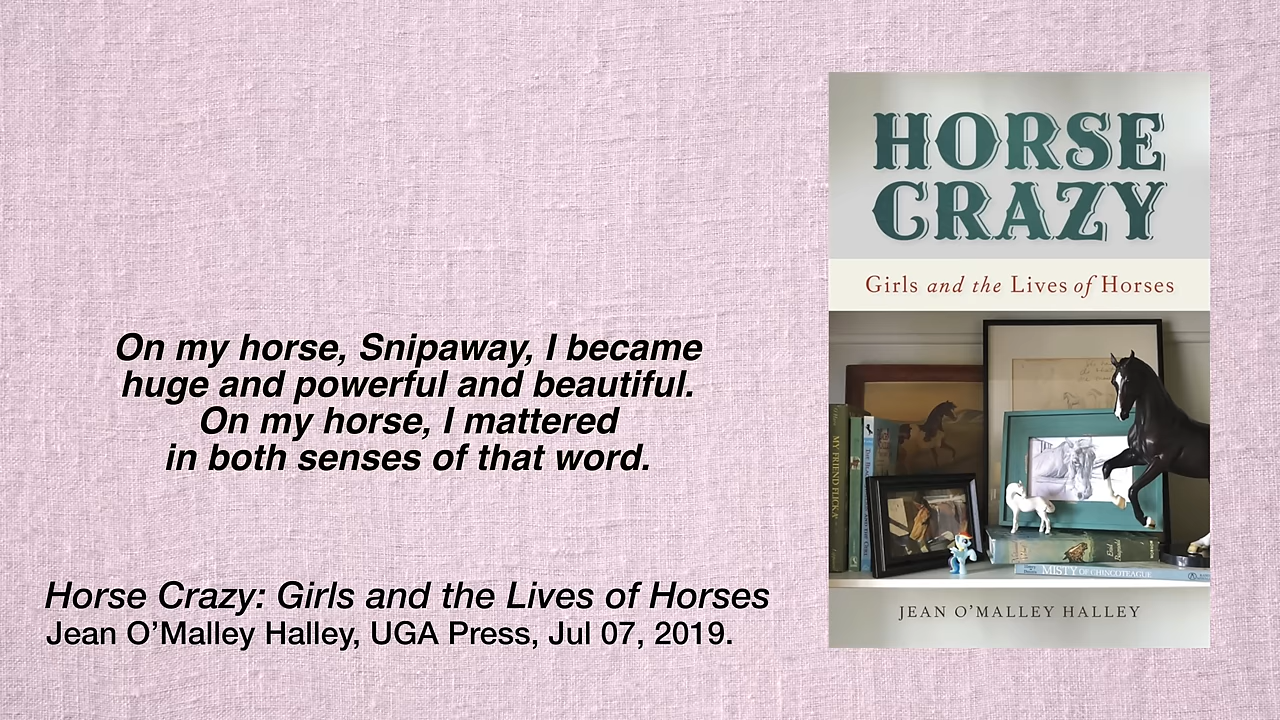 On my horse, Snipaway, I became
huge and powerful and beautiful.
On my horse, I mattered
in both senses of that word.
Horse Crazy: Girls and the Lives of Horses
Jean O’Malley Halley, UGA Press, Jul 07, 2019.
HORSE
CRAZY
Girls and the Lives of Horses
MY FRIEND FLICKA
MISTY OF CHINCOTEAGUE
JEAN O’MALLEY HALLEY